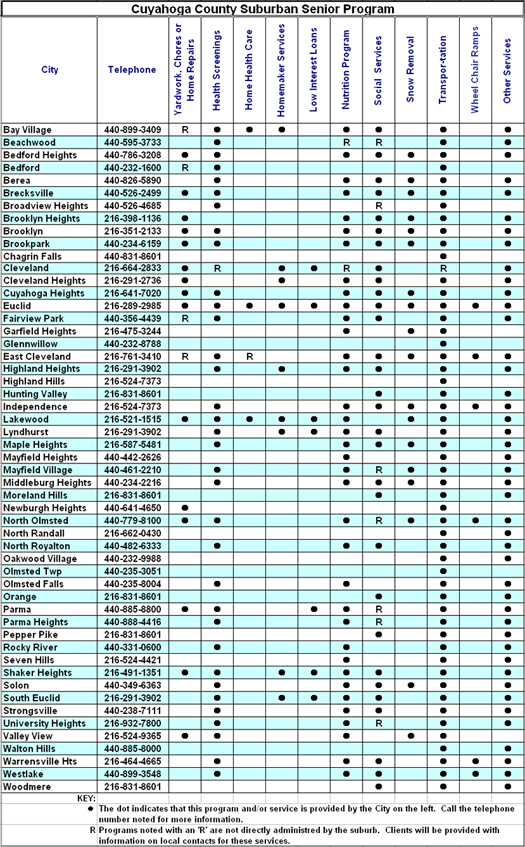 Cuyahoga County Suburban Senior Program
City Telephone Yardwork, Chores or Home Repairs Health Screenings Home Health Care Homemaker Services Low Interest Loans Nutrition Program Social Services Snow Removal Transpor-tation Wheel Chair Ramps Other Services
Bay Village 440-899-3409 R
Beachwood 440-595-3733 R R
Bedford Heights 440-786-3208
Bedford 440-232-1600 R
Berea 440-826-5890
Brecksville 440-526-2499
Broadview Heights 440-526-4685 R
Brooklyn Heights 216-398-1136
Brooklyn 216-351-2133
Brookpark 440-234-6159
Chagrin Falls 440-831-8601
Cleveland 216-664-2833 R R R
Cleveland Heights 216-291-2736
Cuyahoga Heights 216-641-7020
Euclid 216-289-2985
Fairview Park 440-356-4439 R
Garfield Heights 216-475-3244
Glennwillow 440-232-8788
East Cleveland 216-761-3410 R R
Highland Heights 216-291-3902
Highland Hills 216-524-7373
Hunting Valley 216-831-8601
Independence 216-524-7373
Lakewood 216-521-1515
Lyndhurst 216-291-3902
Maple Heights 216-587-5481
Mayfield Heights 440-442-2626
Mayfield Village 440-461-2210 R
Middleburg Heights 440-234-2216
Moreland Hills 216-831-8601
Newburgh Heights 440-641-4650
North Olmsted 440-779-8100 R
North Randall 216-662-0430
North Royalton 440-482-6333
Oakwood Village 440-232-9988
Olmsted Twp 440-235-3051
Olmsted Falls 440-235-8004
Orange 216-831-8601
Parma 440-885-8800 R
Parma Heights 440-888-4416 R
Pepper Pike 216-831-8601
Rocky River 440-331-0600
Seven Hills 216-524-4421
Shaker Heights 216-491-1351
Solon 440-349-6363
South Euclid 216-291-3902
Strongsville 440-238-7111
University Heights 216-932-7800 R
Valley View 216-524-9365
Walton Hills 440-885-8000
Warrensville Hts 216-464-4665
Westlake 440-899-3548
Woodmere 216-831-8601
KEY:
● The dot indicates that this program and/or service is provided by the City on the left. Call the telephone
number noted for more information.
R Programs noted with an 'R' are not directly administred by the suburb. Clients will be provided with
information on local contacts for these services.